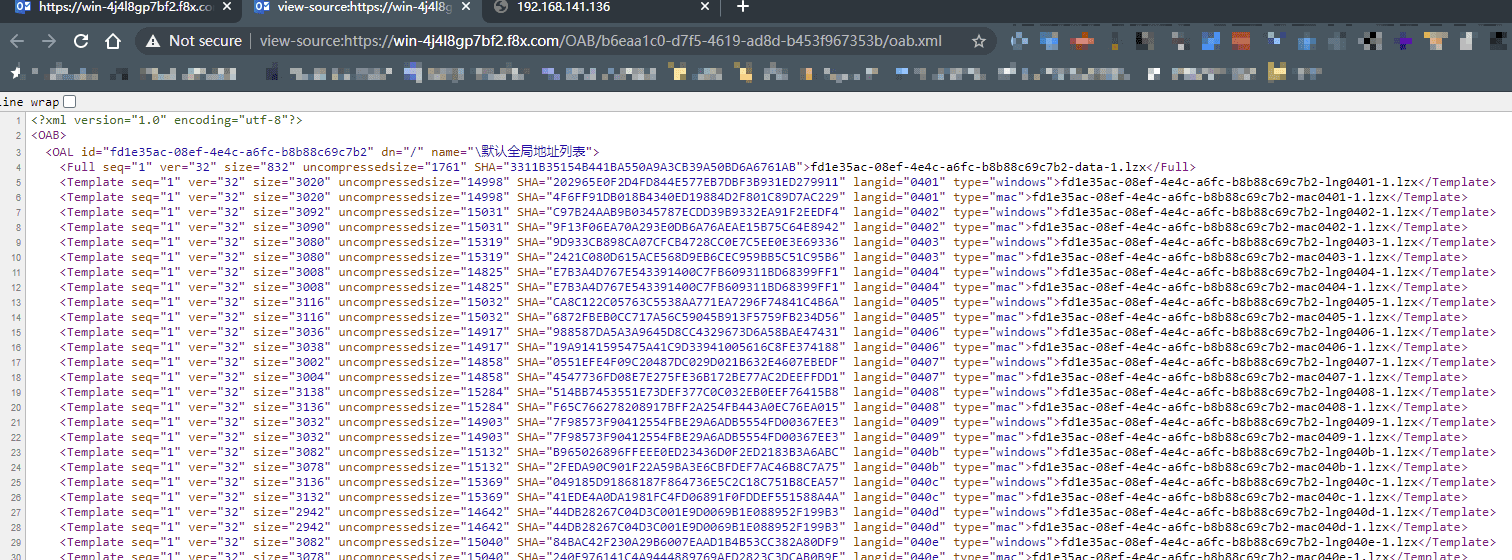 https://win-4j4l8gp7bf2.f8x.co
view-source:https://win-4j4l8gp
192.168.141.136
Not secure | view-source:https://win-4j4l8gp7bf2.f8x.com/OAB/b6eaa1c0-d7f5-4619-ad8d-b453f967353b/oab.xml
ine wrap
1 <?xml version="1.0" encoding="utf-8"?>
2 <OAB>
3 <OAL id="fd1e35ac-08ef-4e4c-a6fc-b8b88c69c7b2" dn="/" name="\默认全局地址列表">
4 <Full seq="1" ver="32" size="832" uncompressedsize="1761" SHA="3311B35154B441BA550A9A3CB39A50BD6A6761AB">fd1e35ac-08ef-4e4c-a6fc-b8b88c69c7b2-data-1.lzx</Full>
5 <Template seq="1" ver="32" size="3020" uncompressedsize="14998" SHA="202965E0F2D4FD844E577EB7DBF3B931ED279911" langid="0401" type="windows">fd1e35ac-08ef-4e4c-a6fc-b8b88c69c7b2-lng0401-1.lzx</Template>
6 <Template seq="1" ver="32" size="3020" uncompressedsize="14998" SHA="4F6FF91DB018B4340ED19884D2F801C89D7AC229" langid="0401" type="mac">fd1e35ac-08ef-4e4c-a6fc-b8b88c69c7b2-mac0401-1.lzx</Template>
7 <Template seq="1" ver="32" size="3092" uncompressedsize="15031" SHA="C97B24AAB9B0345787ECDD39B9332EA91F2EEDF4" langid="0402" type="windows">fd1e35ac-08ef-4e4c-a6fc-b8b88c69c7b2-lng0402-1.lzx</Template>
8 <Template seq="1" ver="32" size="3090" uncompressedsize="15031" SHA="9F13F06EA70A293E0DB6A76AEAE15B75C64E8942" langid="0402" type="mac">fd1e35ac-08ef-4e4c-a6fc-b8b88c69c7b2-mac0402-1.lzx</Template>
9 <Template seq="1" ver="32" size="3080" uncompressedsize="15319" SHA="9D933CB898CA07CFCB4728CC0E7C5EE0E3E69336" langid="0403" type="windows">fd1e35ac-08ef-4e4c-a6fc-b8b88c69c7b2-lng0403-1.lzx</Template>
10 <Template seq="1" ver="32" size="3080" uncompressedsize="15319" SHA="2421C080D615ACE568D9EB6CEC959BB5C51C95B6" langid="0403" type="mac">fd1e35ac-08ef-4e4c-a6fc-b8b88c69c7b2-mac0403-1.lzx</Template>
11 <Template seq="1" ver="32" size="3008" uncompressedsize="14825" SHA="E7B3A4D767E543391400C7FB609311BD68399FF1" langid="0404" type="windows">fd1e35ac-08ef-4e4c-a6fc-b8b88c69c7b2-lng0404-1.lzx</Template>
12 <Template seq="1" ver="32" size="3008" uncompressedsize="14825" SHA="E7B3A4D767E543391400C7FB609311BD68399FF1" langid="0404" type="mac">fd1e35ac-08ef-4e4c-a6fc-b8b88c69c7b2-mac0404-1.lzx</Template>
13 <Template seq="1" ver="32" size="3116" uncompressedsize="15032" SHA="CA8C122C05763C5538AA771EA7296F74841C4B6A" langid="0405" type="windows">fd1e35ac-08ef-4e4c-a6fc-b8b88c69c7b2-lng0405-1.lzx</Template>
14 <Template seq="1" ver="32" size="3116" uncompressedsize="15032" SHA="6872FBEB0CC717A56C59045B913F5759FB234D56" langid="0405" type="mac">fd1e35ac-08ef-4e4c-a6fc-b8b88c69c7b2-mac0405-1.lzx</Template>
15 <Template seq="1" ver="32" size="3036" uncompressedsize="14917" SHA="988587DA5A3A9645D8CC4329673D6A58BAE47431" langid="0406" type="windows">fd1e35ac-08ef-4e4c-a6fc-b8b88c69c7b2-lng0406-1.lzx</Template>
16 <Template seq="1" ver="32" size="3038" uncompressedsize="14917" SHA="19A9141595475A41C9D33941005616C8FE374188" langid="0406" type="mac">fd1e35ac-08ef-4e4c-a6fc-b8b88c69c7b2-mac0406-1.lzx</Template>
17 <Template seq="1" ver="32" size="3002" uncompressedsize="14858" SHA="0551EFE4F09C20487DC029D021B632E4607EBEDF" langid="0407" type="windows">fd1e35ac-08ef-4e4c-a6fc-b8b88c69c7b2-lng0407-1.lzx</Template>
18 <Template seq="1" ver="32" size="3004" uncompressedsize="14858" SHA="4547736FD08E7E275FFE36B172BE77AC2DEEFFDD1" langid="0407" type="mac">fd1e35ac-08ef-4e4c-a6fc-b8b88c69c7b2-mac0407-1.lzx</Template>
19 <Template seq="1" ver="32" size="3138" uncompressedsize="15284" SHA="514BB7453551E73DEF377C0C032EB0EEF76415B8" langid="0408" type="windows">fd1e35ac-08ef-4e4c-a6fc-b8b88c69c7b2-lng0408-1.lzx</Template>
20 <Template seq="1" ver="32" size="3136" uncompressedsize="15284" SHA="F65C766278208917BFF2A254FB443A0EC76EA015" langid="0408" type="mac">fd1e35ac-08ef-4e4c-a6fc-b8b88c69c7b2-mac0408-1.lzx</Template>
21 <Template seq="1" ver="32" size="3032" uncompressedsize="14903" SHA="7F98573F90412554FBE29A6ADB5554FD00367EE3" langid="0409" type="windows">fd1e35ac-08ef-4e4c-a6fc-b8b88c69c7b2-lng0409-1.lzx</Template>
22 <Template seq="1" ver="32" size="3032" uncompressedsize="14903" SHA="7F98573F90412554FBE29A6ADB5554FD00367EE3" langid="0409" type="mac">fd1e35ac-08ef-4e4c-a6fc-b8b88c69c7b2-mac0409-1.lzx</Template>
23 <Template seq="1" ver="32" size="3082" uncompressedsize="15132" SHA="B965026896FFEEE0ED23436D0F2ED2183B3A6ABC" langid="040b" type="windows">fd1e35ac-08ef-4e4c-a6fc-b8b88c69c7b2-lng040b-1.lzx</Template>
24 <Template seq="1" ver="32" size="3078" uncompressedsize="15132" SHA="2FEDA90C901F22A59BA3E6CBFDEF7AC46B8C7A75" langid="040b" type="mac">fd1e35ac-08ef-4e4c-a6fc-b8b88c69c7b2-mac040b-1.lzx</Template>
25 <Template seq="1" ver="32" size="3136" uncompressedsize="15369" SHA="049185D91868187F864736E5C2C18C751B8CEA57" langid="040c" type="windows">fd1e35ac-08ef-4e4c-a6fc-b8b88c69c7b2-lng040c-1.lzx</Template>
26 <Template seq="1" ver="32" size="3132" uncompressedsize="15369" SHA="41EDE4A0DA1981FC4FD06891F0FDDEF551588A4A" langid="040c" type="mac">fd1e35ac-08ef-4e4c-a6fc-b8b88c69c7b2-mac040c-1.lzx</Template>
27 <Template seq="1" ver="32" size="2942" uncompressedsize="14642" SHA="44DB28267C04D3C001E9D0069B1E088952F199B3" langid="040d" type="windows">fd1e35ac-08ef-4e4c-a6fc-b8b88c69c7b2-lng040d-1.lzx</Template>
28 <Template seq="1" ver="32" size="2942" uncompressedsize="14642" SHA="44DB28267C04D3C001E9D0069B1E088952F199B3" langid="040d" type="mac">fd1e35ac-08ef-4e4c-a6fc-b8b88c69c7b2-mac040d-1.lzx</Template>
29 <Template seq="1" ver="32" size="3082" uncompressedsize="15040" SHA="84BAC42F230A29B6007EAAD1B4B53CC382A80DF9" langid="040e" type="windows">fd1e35ac-08ef-4e4c-a6fc-b8b88c69c7b2-lng040e-1.lzx</Template>
30 <Template seq="1" ver="32" size="3078" uncompressedsize="15040" SHA="240F976141C4A9444889769AED2823C3DCAB0B9E" langid="040e" type="mac">fd1e35ac-08ef-4e4c-a6fc-b8b88c69c7b2-mac040e-1.lzx</Template>